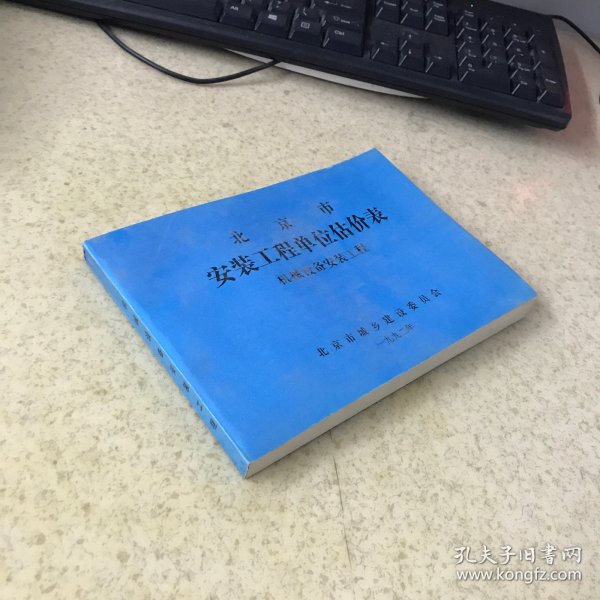 北京市
安装工程单位估价表
机械设备安装工程
北京市城乡建设委员会
一九九二年
孔夫子旧书网
www.kongfz.com